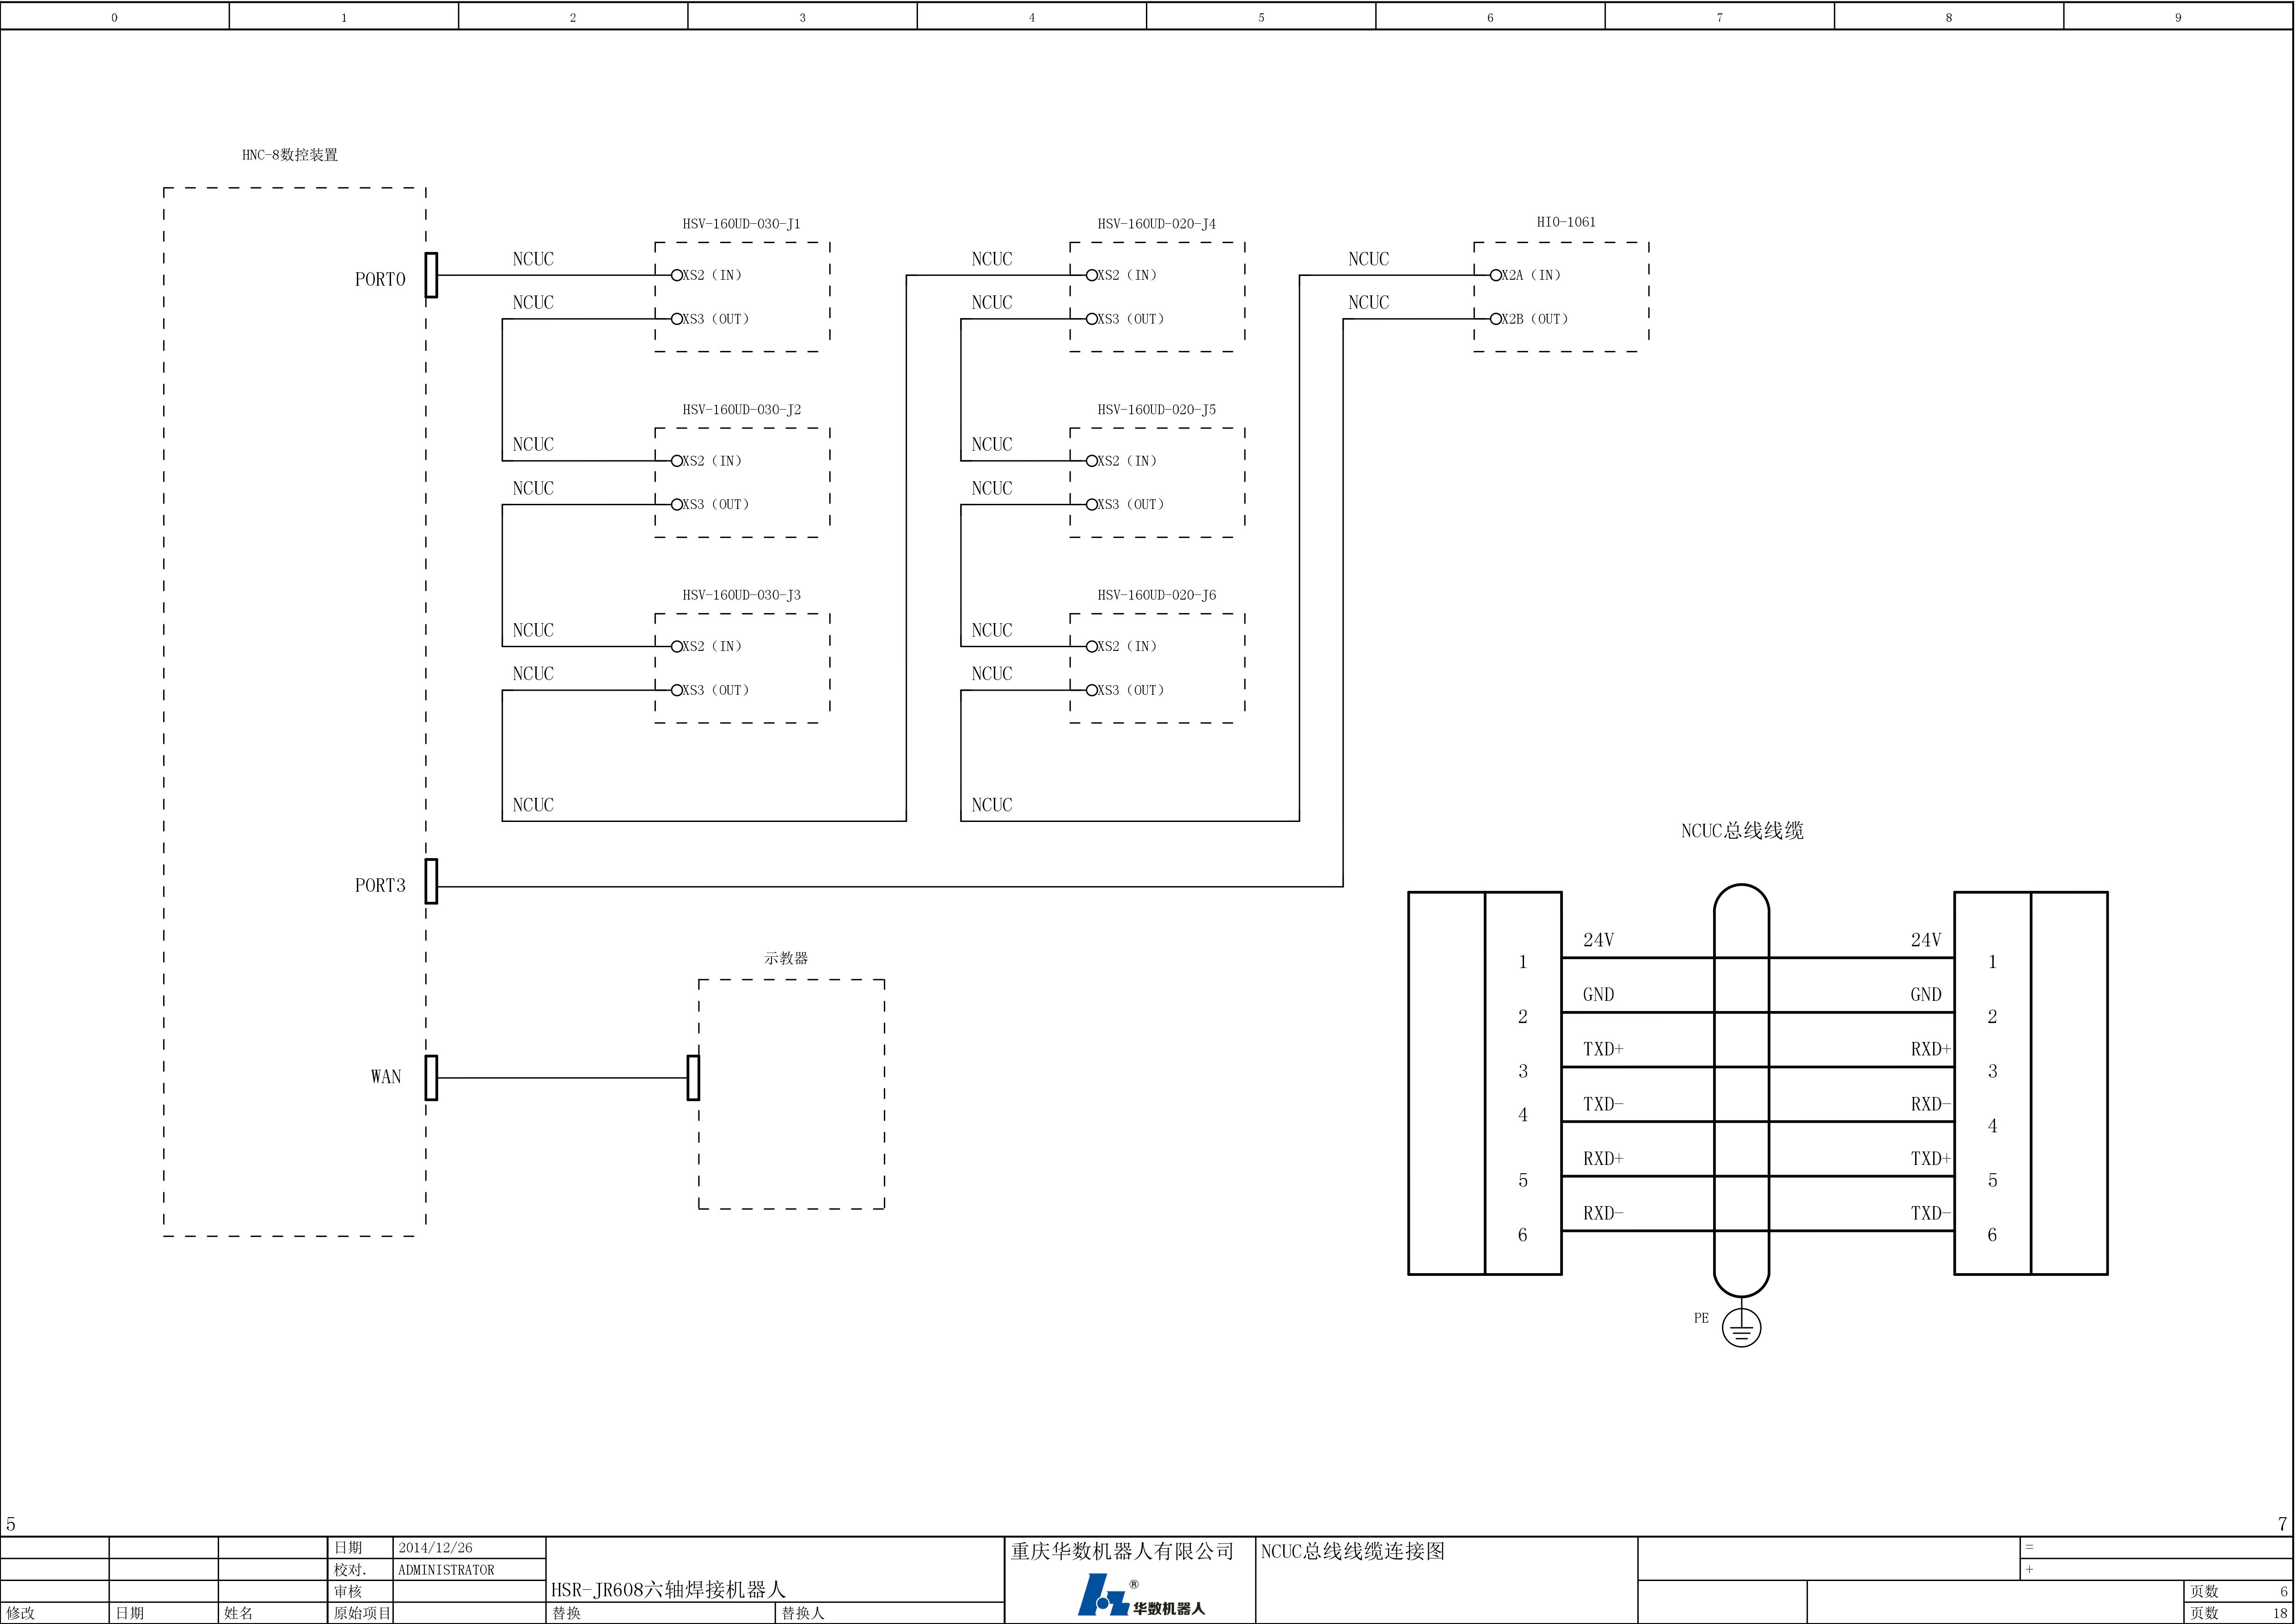 0 1 2 3 4 5 6 7 8 9
HNC-8数控装置
HSV-160UD-030-J1
HSV-160UD-020-J4
HIO-1061
PORT0
NCUC
XS2（IN）
NCUC
XS2（IN）
NCUC
X2A（IN）
NCUC
XS3（OUT）
NCUC
XS3（OUT）
NCUC
X2B（OUT）
HSV-160UD-030-J2
HSV-160UD-020-J5
NCUC
XS2（IN）
NCUC
XS2（IN）
NCUC
XS3（OUT）
NCUC
XS3（OUT）
HSV-160UD-030-J3
HSV-160UD-020-J6
NCUC
XS2（IN）
NCUC
XS2（IN）
NCUC
XS3（OUT）
NCUC
XS3（OUT）
NCUC
NCUC
PORT3
示教器
WAN
NCUC总线线缆
1 24V 24V 1
2 GND GND 2
3 TXD+ RXD+ 3
4 TXD- RXD- 4
5 RXD+ TXD+ 5
6 RXD- TXD- 6
PE
5
7
日期 2014/12/26
校对. ADMINISTRATOR
审核
修改 日期 姓名 原始项目
HSR-JR608六轴焊接机器人
替换 替换人
重庆华数机器人有限公司
®
华数机器人
NCUC总线线缆连接图
=
+
页数 6
页数 18